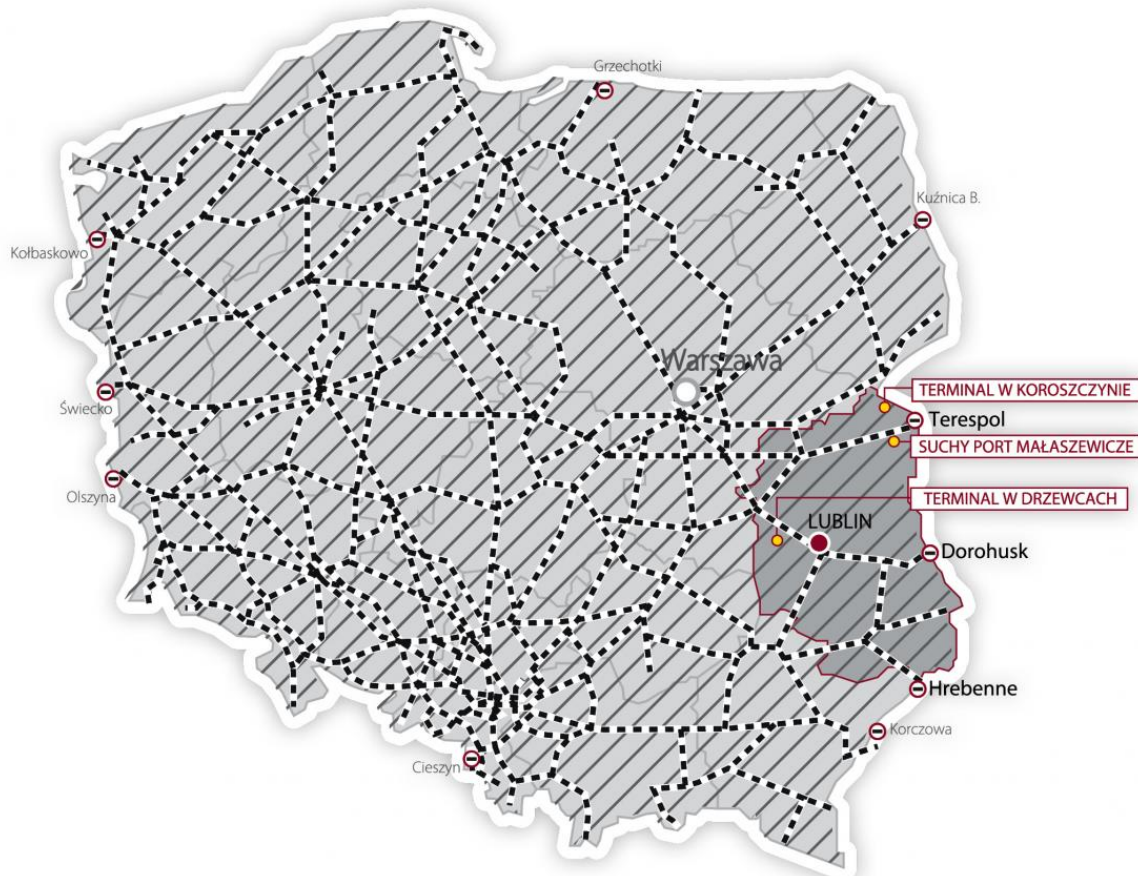 Grzechotki
Kuźnica B.
Kołbaskowo
Warszawa
Świecko
TERMINAL W KOROSZCZYNIE
Terespol
SUCHY PORT MAŁASZEWICZE
Olszyna
TERMINAL W DRZEWCACH
LUBLIN
Dorohusk
Hrebenne
Korczowa
Cieszyn